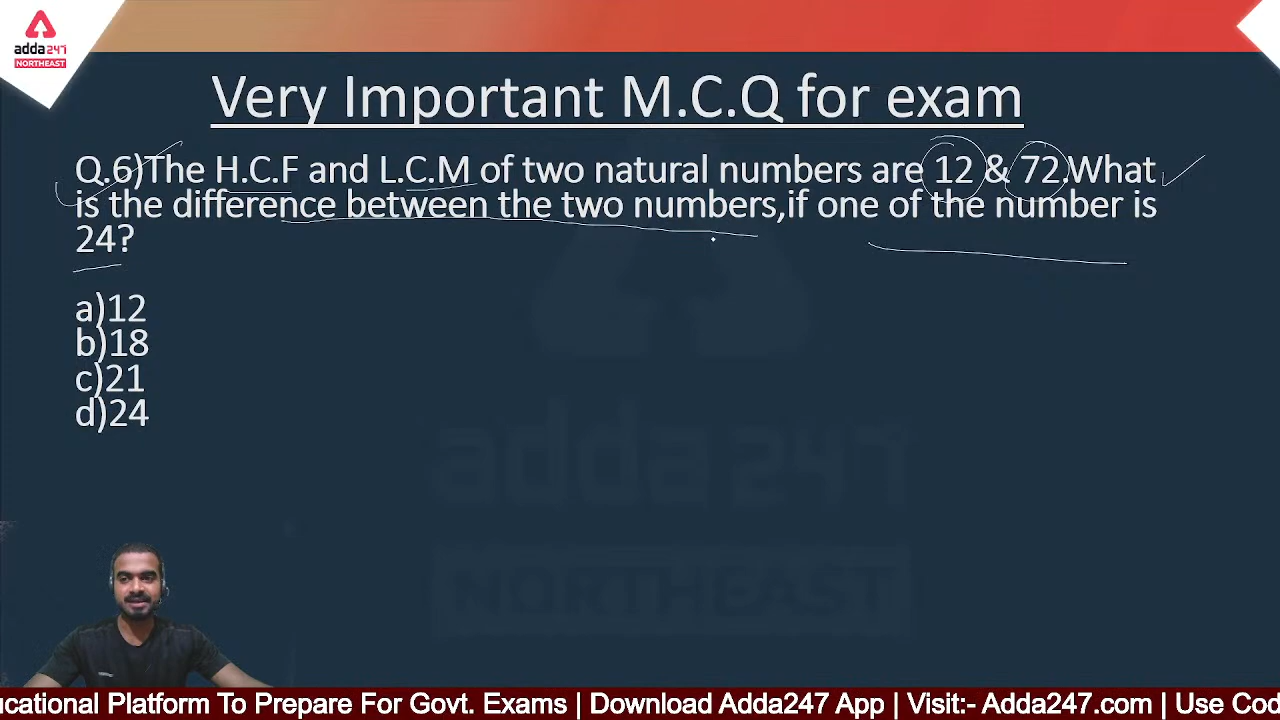 adda247
NORTHEAST
Very Important M.C.Q for exam
Q.6)The H.C.F and L.C.M of two natural numbers are 12 & 72.What
is the difference between the two numbers,if one of the number is
24?
a)12
b)18
c)21
d)24
adda247
NORTHEAST
ucational Platform To Prepare For Govt. Exams | Download Adda247 App | Visit:- Adda247.com | Use Cod